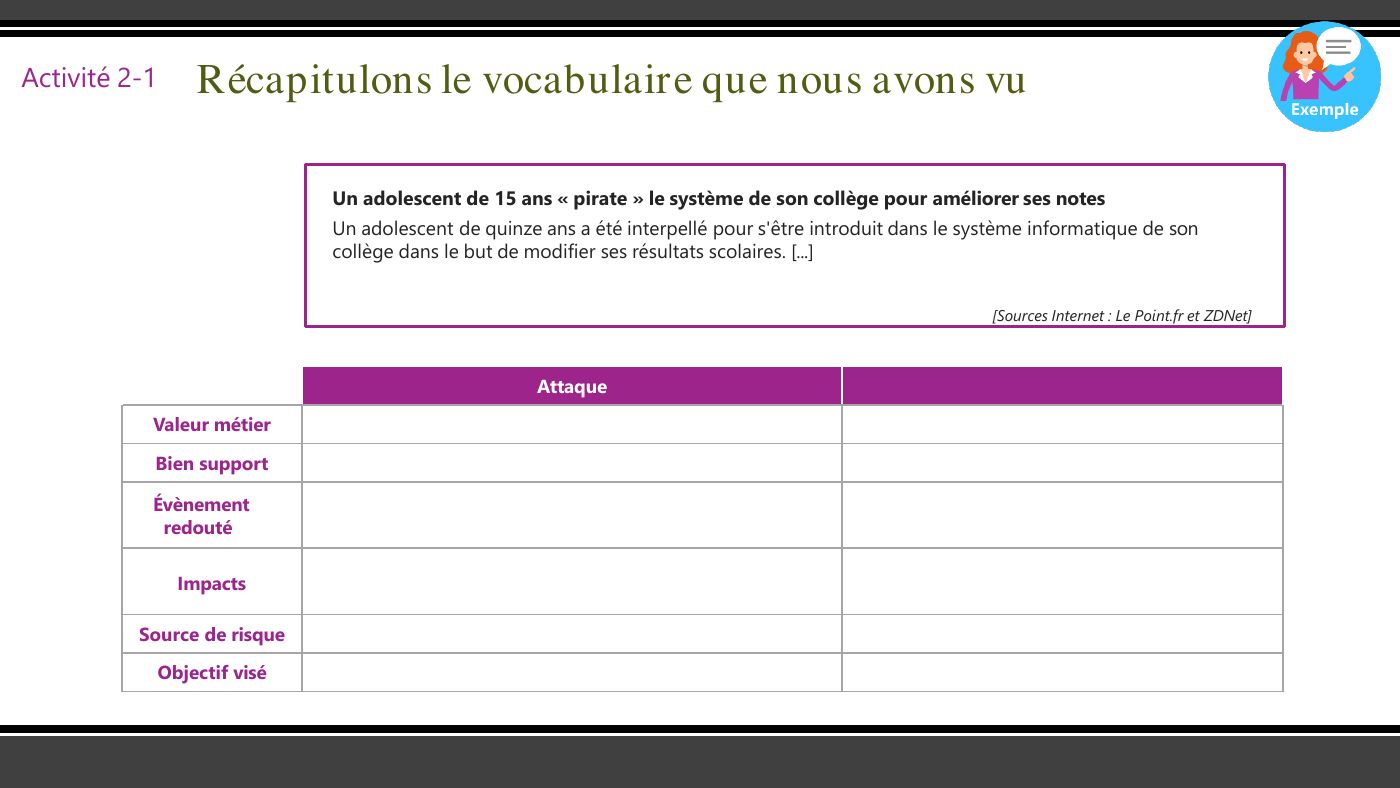 Activité 2-1
Récapitulons le vocabulaire que nous avons vu
Exemple
Un adolescent de 15 ans « pirate » le système de son collège pour améliorer ses notes
Un adolescent de quinze ans a été interpellé pour s'être introduit dans le système informatique de son
collège dans le but de modifier ses résultats scolaires. [...]
[Sources Internet : Le Point.fr et ZDNet]
Attaque
Valeur métier
Bien support
Évènement
redouté
Impacts
Source de risque
Objectif visé